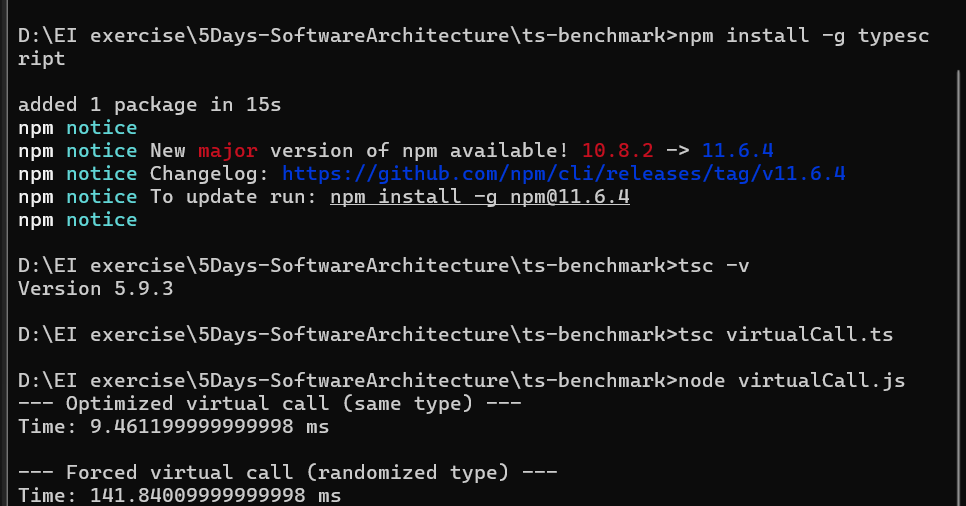 D:\EI exercise\5Days-SoftwareArchitecture\ts-benchmark>npm install -g typesc
ript
added 1 package in 15s
npm notice
npm notice New major version of npm available! 10.8.2 -> 11.6.4
npm notice Changelog: https://github.com/npm/cli/releases/tag/v11.6.4
npm notice To update run: npm install -g npm@11.6.4
npm notice
D:\EI exercise\5Days-SoftwareArchitecture\ts-benchmark>tsc -v
Version 5.9.3
D:\EI exercise\5Days-SoftwareArchitecture\ts-benchmark>tsc virtualCall.ts
D:\EI exercise\5Days-SoftwareArchitecture\ts-benchmark>node virtualCall.js
--- Optimized virtual call (same type) ---
Time: 9.461199999999998 ms
--- Forced virtual call (randomized type) ---
Time: 141.84009999999998 ms